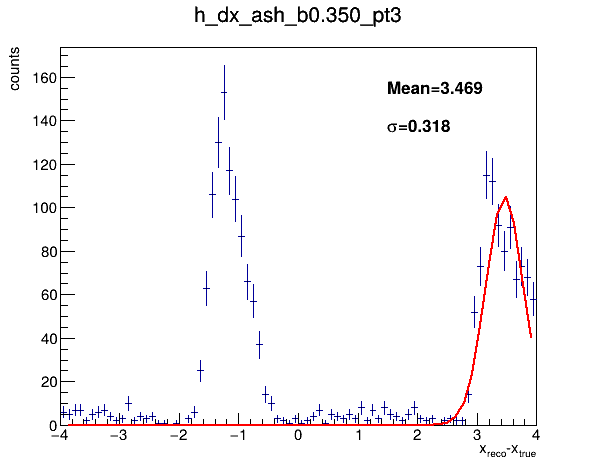 h_dx_ash_b0.350_pt3
counts
Mean=3.469
σ=0.318
160
140
120
100
80
60
40
20
0
−4 −3 −2 −1 0 1 2 3 4
x_reco-x_true